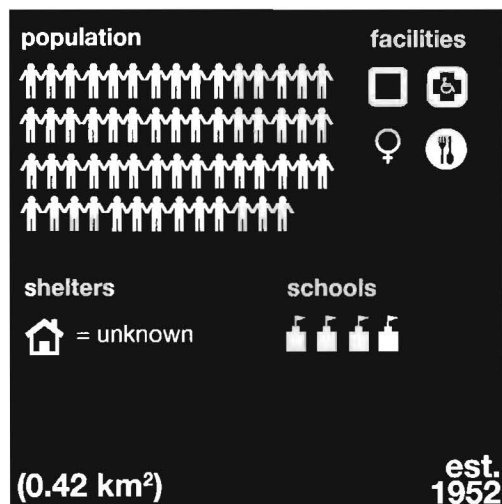 population
facilities
shelters
schools
= unknown
(0.42 km²)
est.
1952